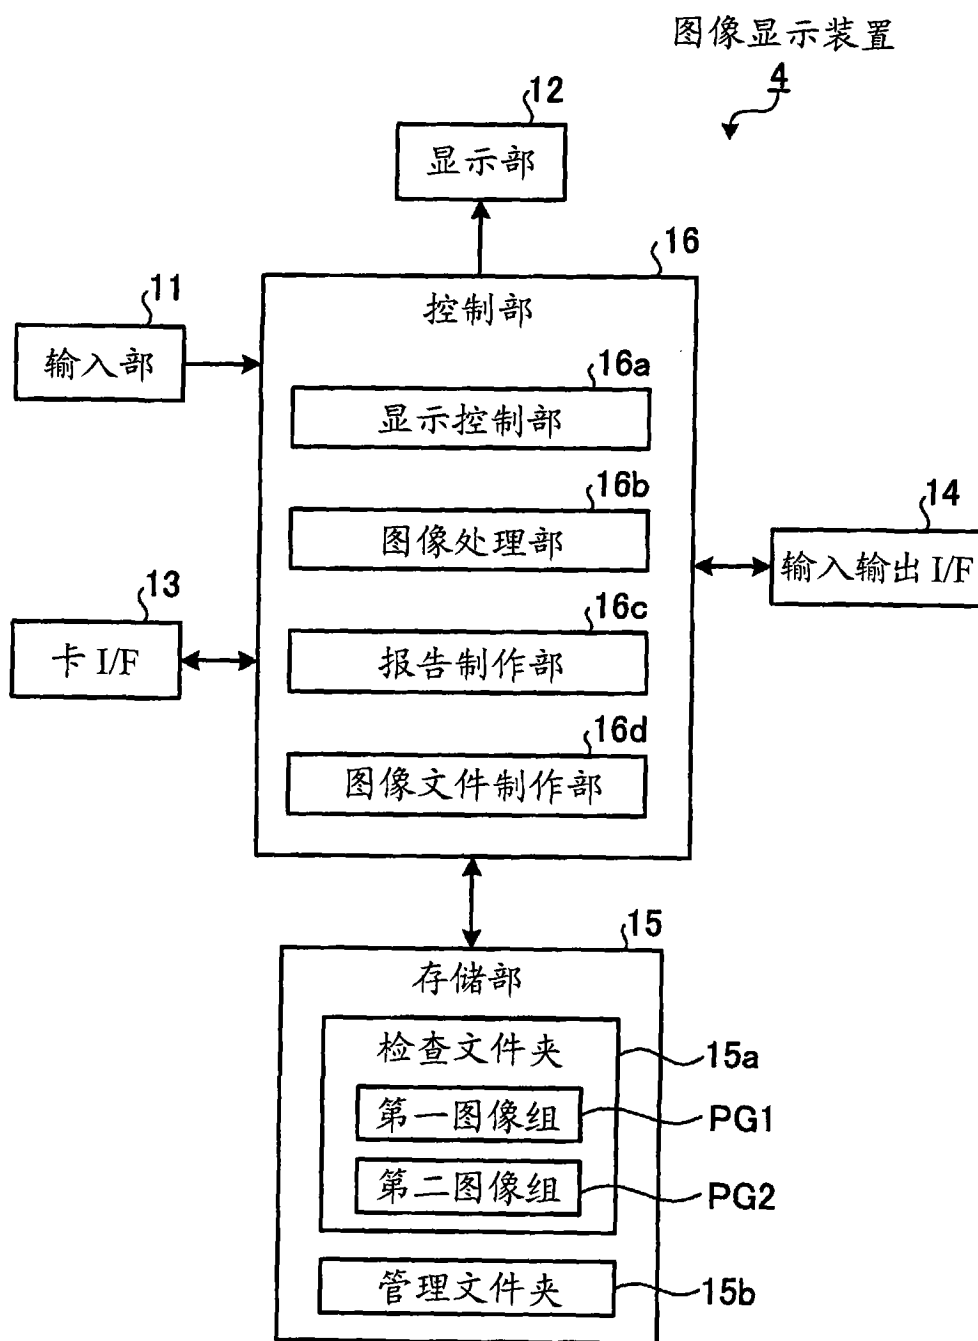 图像显示装置
4
12
显示部
16
控制部
11
输入部
16a
显示控制部
16b
图像处理部
14
输入输出 I/F
13
卡 I/F
16c
报告制作部
16d
图像文件制作部
15
存储部
检查文件夹
15a
第一图像组
PG1
第二图像组
PG2
管理文件夹
15b